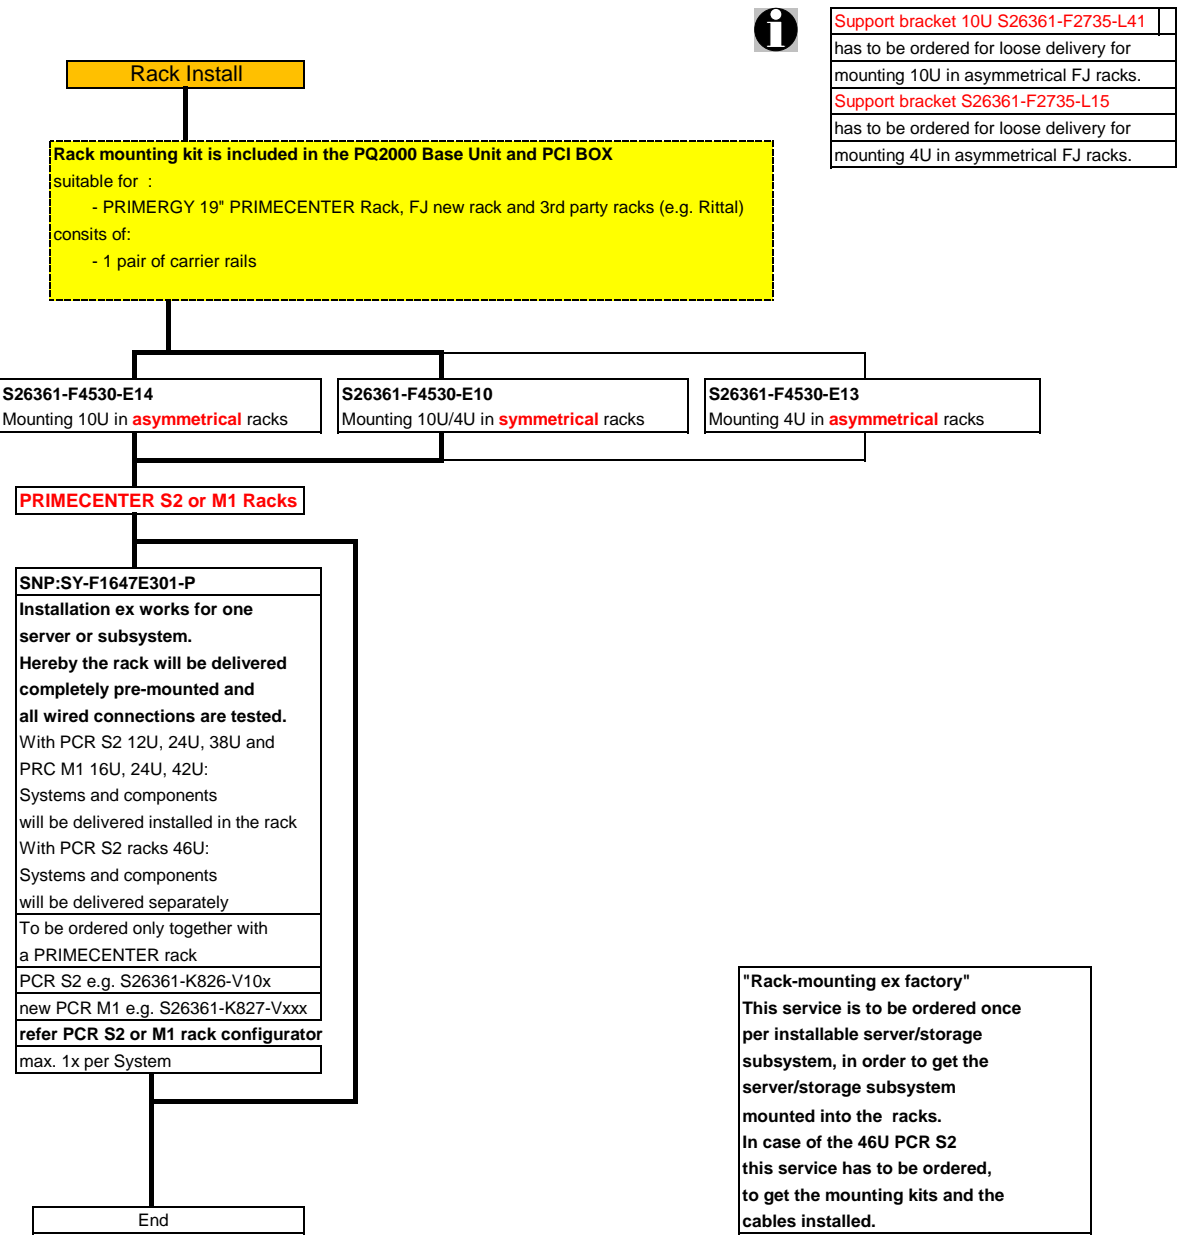 Support bracket 10U S26361-F2735-L41
has to be ordered for loose delivery for
mounting 10U in asymmetrical FJ racks.
Support bracket S26361-F2735-L15
has to be ordered for loose delivery for
mounting 4U in asymmetrical FJ racks.
Rack Install
Rack mounting kit is included in the PQ2000 Base Unit and PCI BOX
suitable for :
- PRIMERGY 19" PRIMECENTER Rack, FJ new rack and 3rd party racks (e.g. Rittal)
consits of:
- 1 pair of carrier rails
S26361-F4530-E14
Mounting 10U in asymmetrical racks
S26361-F4530-E10
Mounting 10U/4U in symmetrical racks
S26361-F4530-E13
Mounting 4U in asymmetrical racks
PRIMECENTER S2 or M1 Racks
SNP:SY-F1647E301-P
Installation ex works for one
server or subsystem.
Hereby the rack will be delivered
completely pre-mounted and
all wired connections are tested.
With PCR S2 12U, 24U, 38U and
PRC M1 16U, 24U, 42U:
Systems and components
will be delivered installed in the rack
With PCR S2 racks 46U:
Systems and components
will be delivered separately
To be ordered only together with
a PRIMECENTER rack
PCR S2 e.g. S26361-K826-V10x
new PCR M1 e.g. S26361-K827-Vxxx
refer PCR S2 or M1 rack configurator
max. 1x per System
"Rack-mounting ex factory"
This service is to be ordered once
per installable server/storage
subsystem, in order to get the
server/storage subsystem
mounted into the racks.
In case of the 46U PCR S2
this service has to be ordered,
to get the mounting kits and the
cables installed.
End